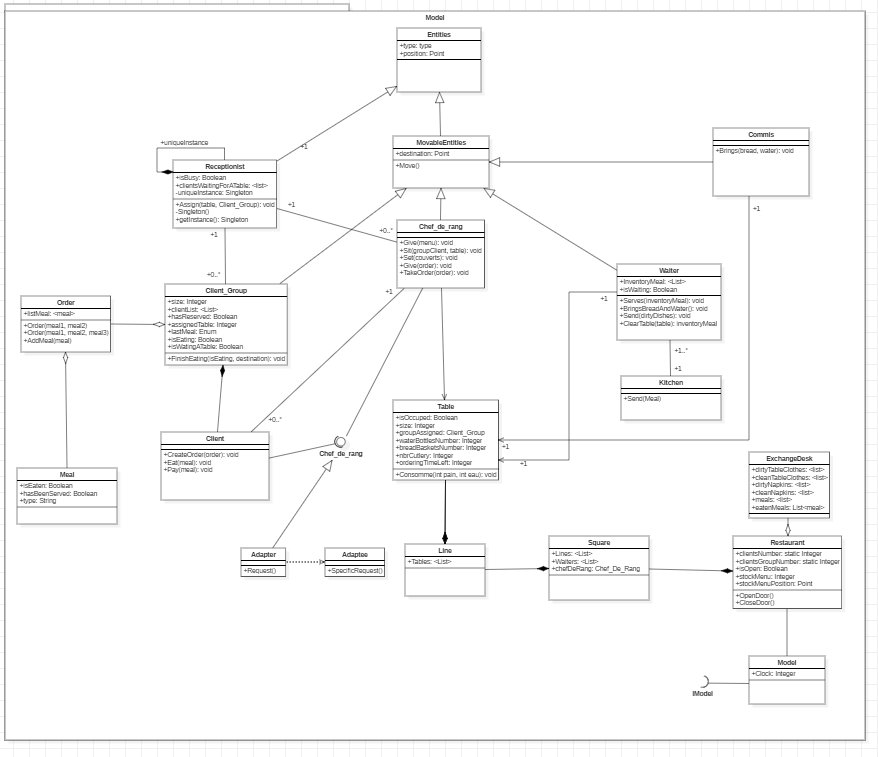 Model
Entities
+type: type
+position: Point
+1
MovableEntities
+destination: Point
+Move()
Commis
+Brings(bread, water): void
+1
+uniqueInstance
Receptionist
+isBusy: Boolean
+clientsWaitingForATable: <list>
-uniqueInstance: Singleton
+Assign(table, Client_Group): void
-Singleton()
+getInstance(): Singleton
+1
+1
+0..*
+0..*
Chef_de_rang
+Give(menu): void
+Sit(groupClient, table): void
+Set(couverts): void
+Give(order): void
+TakeOrder(order): void
+1
Waiter
+InventoryMeal: <List>
+isWaiting: Boolean
+Serves(inventoryMeal): void
+BringsBreadAndWater(): void
+Send(dirtyDishes): void
+ClearTable(table): inventoryMeal
+1
+1..*
+1
Kitchen
+Send(Meal)
Client_Group
+size: Integer
+clientList: <List>
+hasReserved: Boolean
+assignedTable: Integer
+lastMeal: Enum
+isEating: Boolean
+isWatingATable: Boolean
+FinishEating(isEating, destination): void
Order
+listMeal: <meal>
+Order(meal1, meal2)
+Order(meal1, meal2, meal3)
+AddMeal(meal)
Table
+isOccuped: Boolean
+size: Integer
+groupAssigned: Client_Group
+waterBottlesNumber: Integer
+breadBasketsNumber: Integer
+nbrCutlery: Integer
+orderingTimeLeft: Integer
+Consomme(int pain, int eau): void
+1
+1
+0..*
Client
+CreateOrder(order): void
+Eat(meal): void
+Pay(meal): void
Chef_de_rang
Meal
+isEaten: Boolean
+hasBeenServed: Boolean
+type: String
ExchangeDesk
+dirtyTableClothes: <list>
+cleanTableClothes: <list>
+dirtyNapkins: <list>
+cleanNapkins: <list>
+meals: <list>
+eatenMeals: List<meal>
Adapter
+Request()
Adaptee
+SpecificRequest()
Line
+Tables: <List>
Square
+Lines: <List>
+Waiters: <List>
+chefDeRang: Chef_De_Rang
Restaurant
+clientsNumber: static Integer
+clientsGroupNumber: static Integer
+isOpen: Boolean
+stockMenu: Integer
+stockMenuPosition: Point
+OpenDoor()
+CloseDoor()
Model
+Clock: Integer
IModel